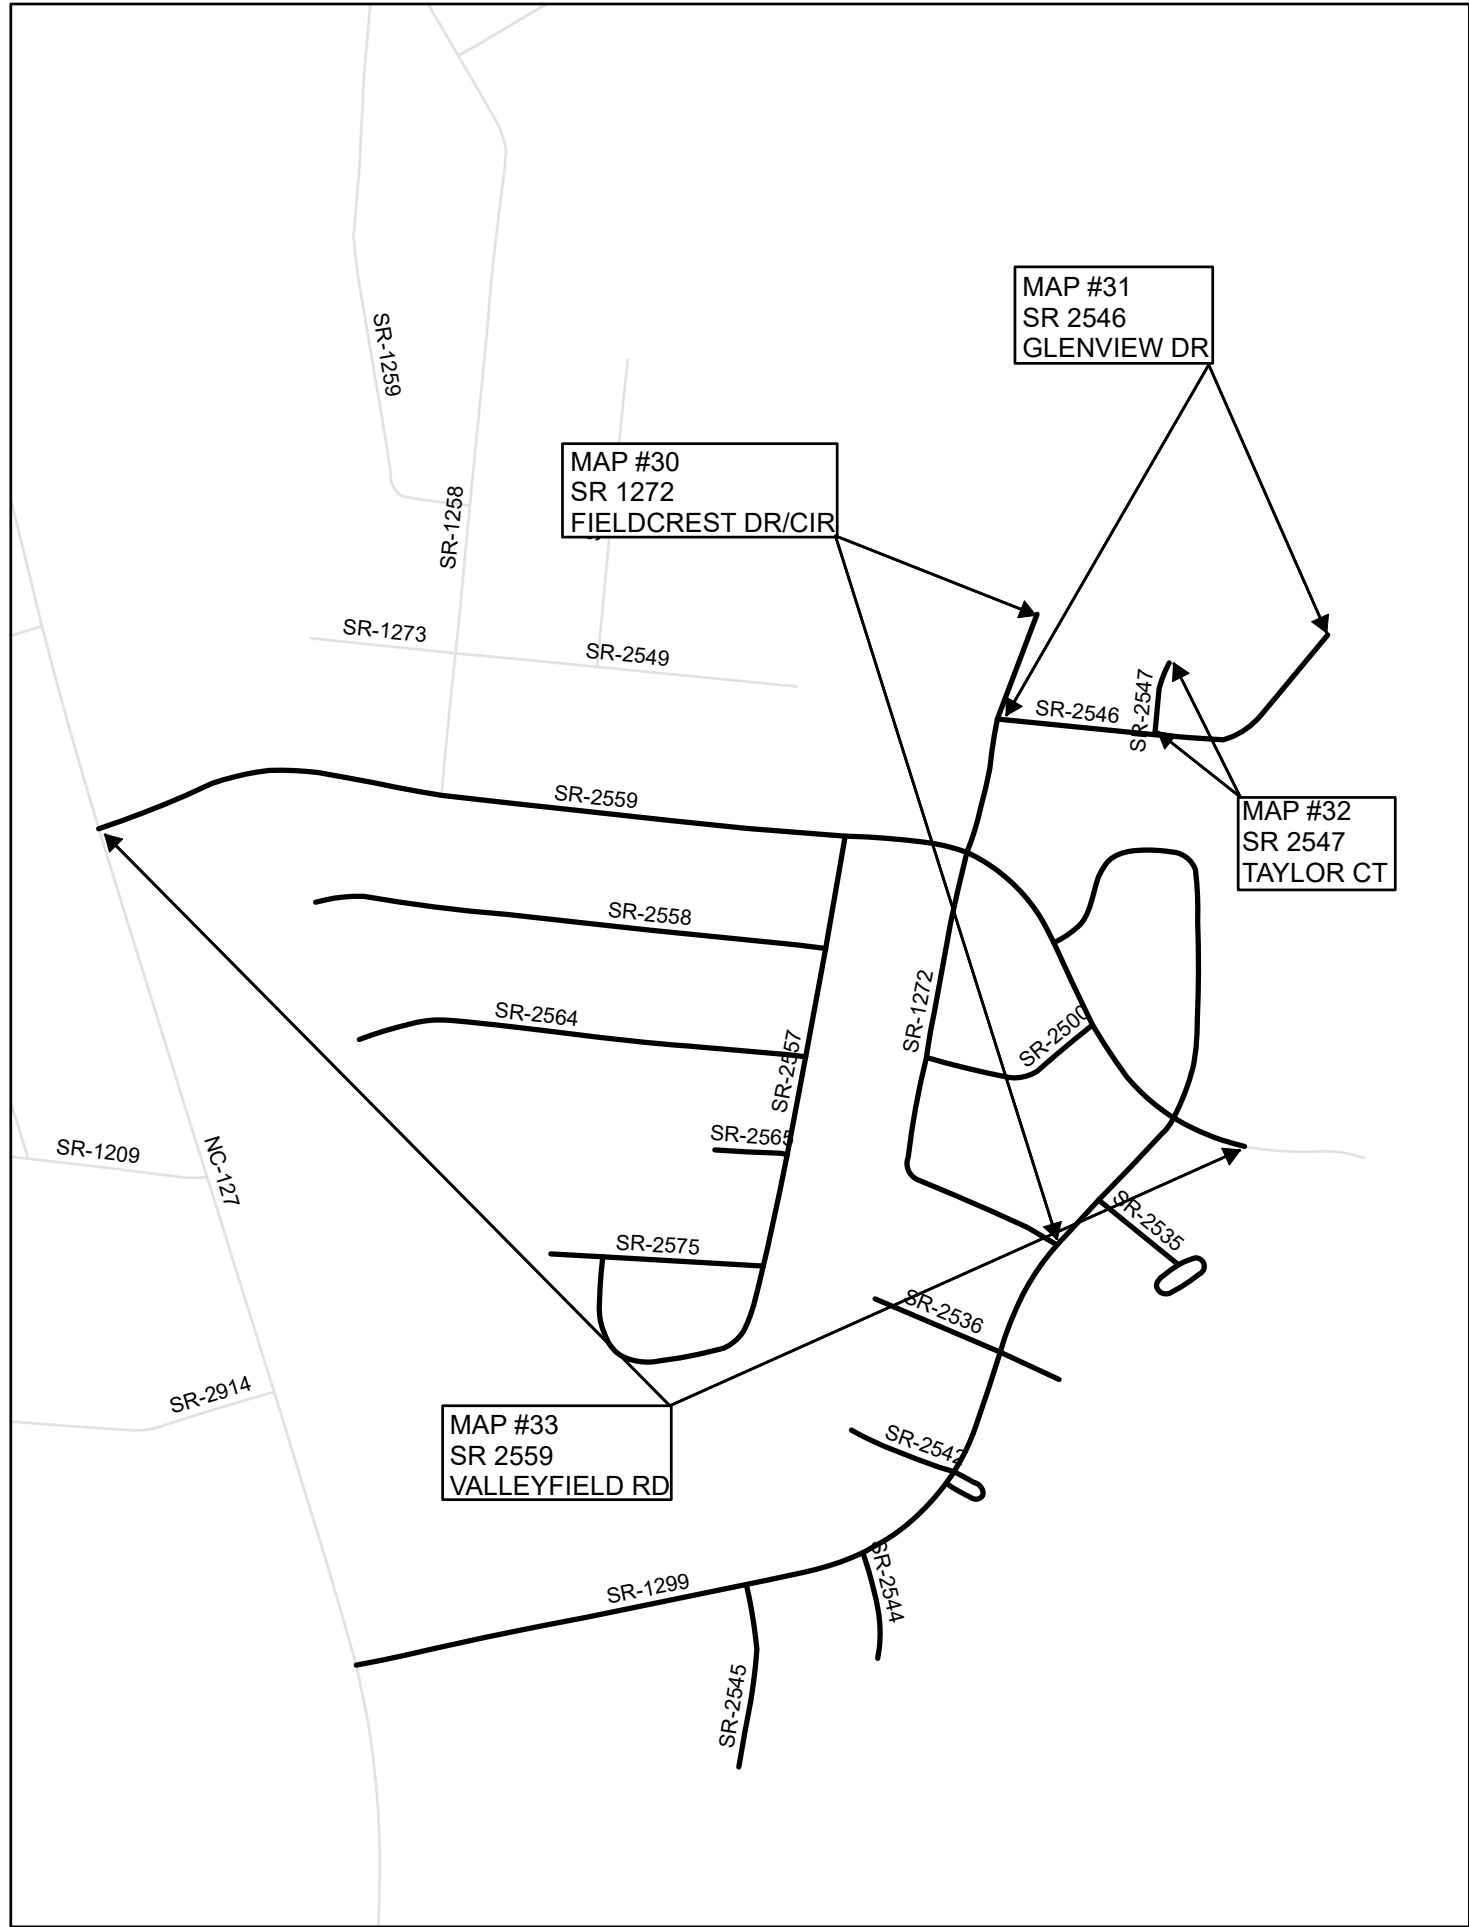 MAP #31
SR 2546
GLENVIEW DR
SR-1259
MAP #30
SR 1272
FIELDCREST DR/CIR
SR-1258
SR-1273
SR-2549
SR-2547
SR-2546
SR-2559
MAP #32
SR 2547
TAYLOR CT
SR-2558
SR-1272
SR-2564
SR-2500
SR-2557
SR-2565
SR-1209
NC-127
SR-2535
SR-2575
SR-2536
SR-2914
MAP #33
SR 2559
VALLEYFIELD RD
SR-2542
SR-1299
SR-2544
SR-2545